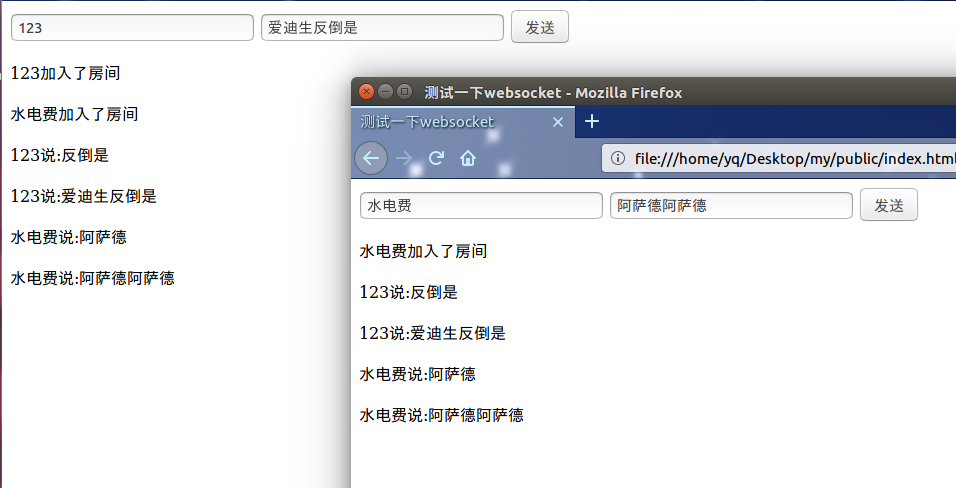 123 爱迪生反倒是 发送
123加入了房间
水电费加入了房间
123说:反倒是
123说:爱迪生反倒是
水电费说:阿萨德
水电费说:阿萨德阿萨德
测试一下websocket - Mozilla Firefox
测试一下websocket
file:///home/yq/Desktop/my/public/index.html
水电费 阿萨德阿萨德 发送
水电费加入了房间
123说:反倒是
123说:爱迪生反倒是
水电费说:阿萨德
水电费说:阿萨德阿萨德